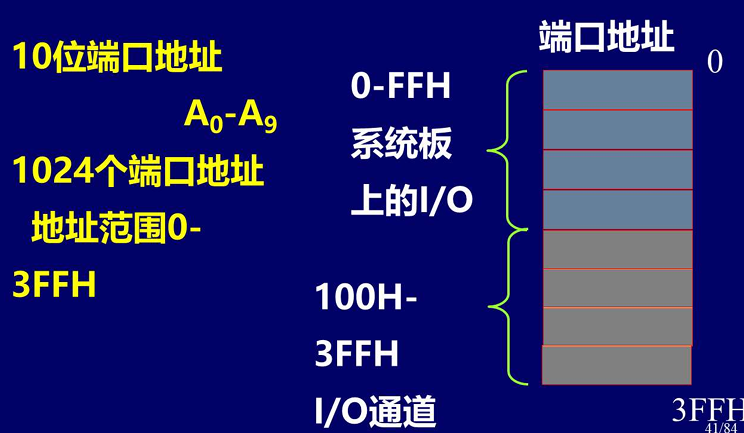 10位端口地址
A0-A9
1024个端口地址
地址范围0-
3FFH
0-FFH
系统板
上的I/O
100H-
3FFH
I/O通道
端口地址
0
3FFH
41/84